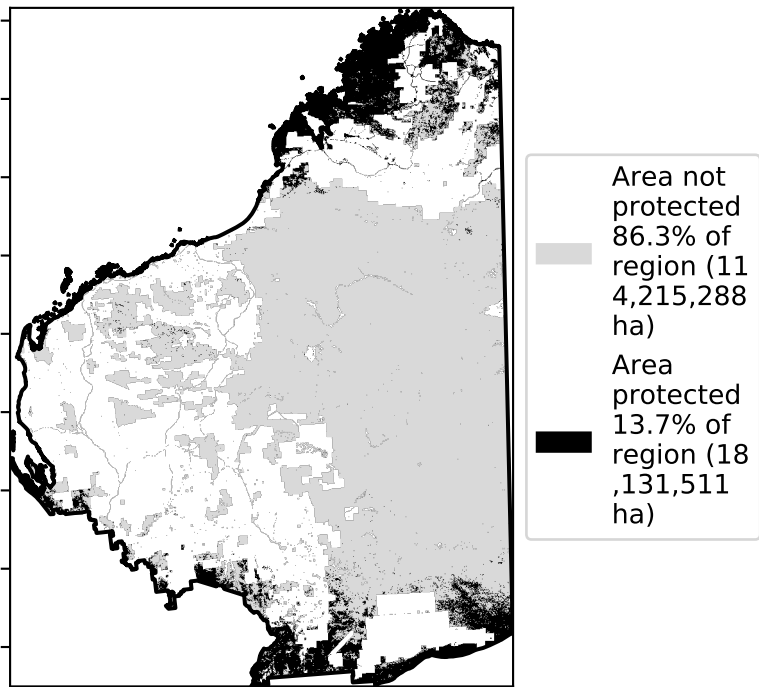 Area not
protected
86.3% of
region (11
4,215,288
ha)
Area
protected
13.7% of
region (18
,131,511
ha)